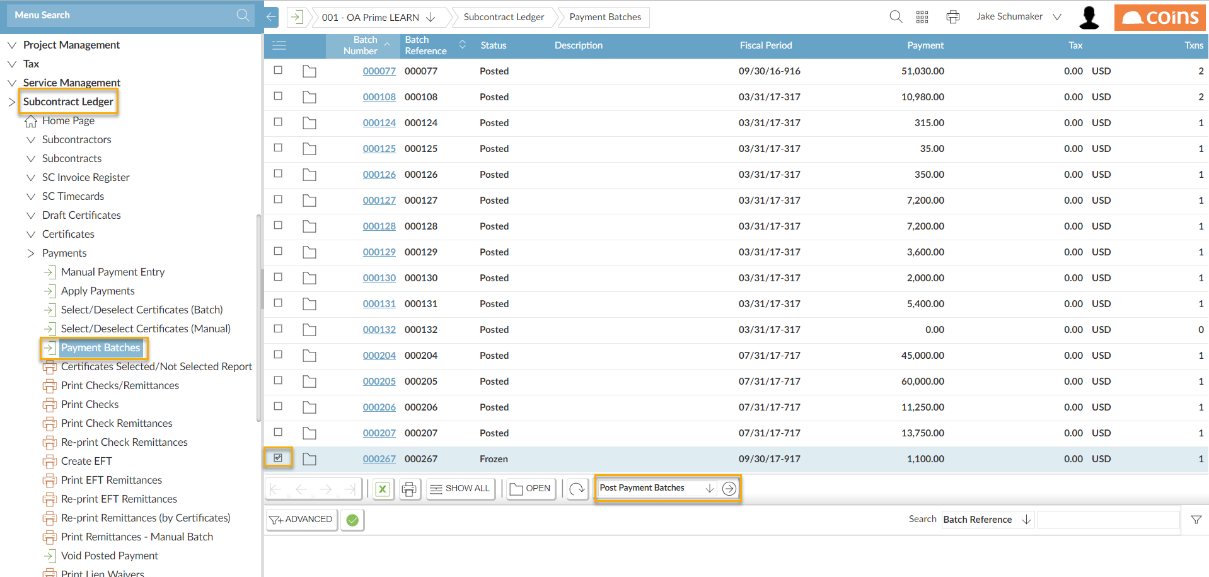 Menu Search
001 - OA Prime LEARN
Subcontract Ledger
Payment Batches
Jake Schumaker
COINS
Project Management
Tax
Service Management
Subcontract Ledger
Home Page
Subcontractors
Subcontracts
SC Invoice Register
SC Timecards
Draft Certificates
Certificates
Payments
Manual Payment Entry
Apply Payments
Select/Deselect Certificates (Batch)
Select/Deselect Certificates (Manual)
Payment Batches
Certificates Selected/Not Selected Report
Print Checks/Remittances
Print Checks
Print Check Remittances
Re-print Check Remittances
Create EFT
Print EFT Remittances
Re-print EFT Remittances
Re-print Remittances (by Certificates)
Print Remittances - Manual Batch
Void Posted Payment
Print Lien Waivers
Batch Number Batch Reference Status Description Fiscal Period Payment Tax Txns
000077 000077 Posted 09/30/16-916 51,030.00 0.00 USD 2
000108 000108 Posted 03/31/17-317 10,980.00 0.00 USD 2
000124 000124 Posted 03/31/17-317 315.00 0.00 USD 1
000125 000125 Posted 03/31/17-317 35.00 0.00 USD 1
000126 000126 Posted 03/31/17-317 350.00 0.00 USD 1
000127 000127 Posted 03/31/17-317 7,200.00 0.00 USD 1
000128 000128 Posted 03/31/17-317 7,200.00 0.00 USD 1
000129 000129 Posted 03/31/17-317 3,600.00 0.00 USD 1
000130 000130 Posted 03/31/17-317 2,000.00 0.00 USD 1
000131 000131 Posted 03/31/17-317 5,400.00 0.00 USD 1
000132 000132 Posted 03/31/17-317 0.00 0.00 USD 0
000204 000204 Posted 07/31/17-717 45,000.00 0.00 USD 1
000205 000205 Posted 07/31/17-717 60,000.00 0.00 USD 1
000206 000206 Posted 07/31/17-717 11,250.00 0.00 USD 1
000207 000207 Posted 07/31/17-717 13,750.00 0.00 USD 1
000267 000267 Frozen 09/30/17-917 1,100.00 0.00 USD 1
X SHOW ALL OPEN Post Payment Batches
ADVANCED Search Batch Reference